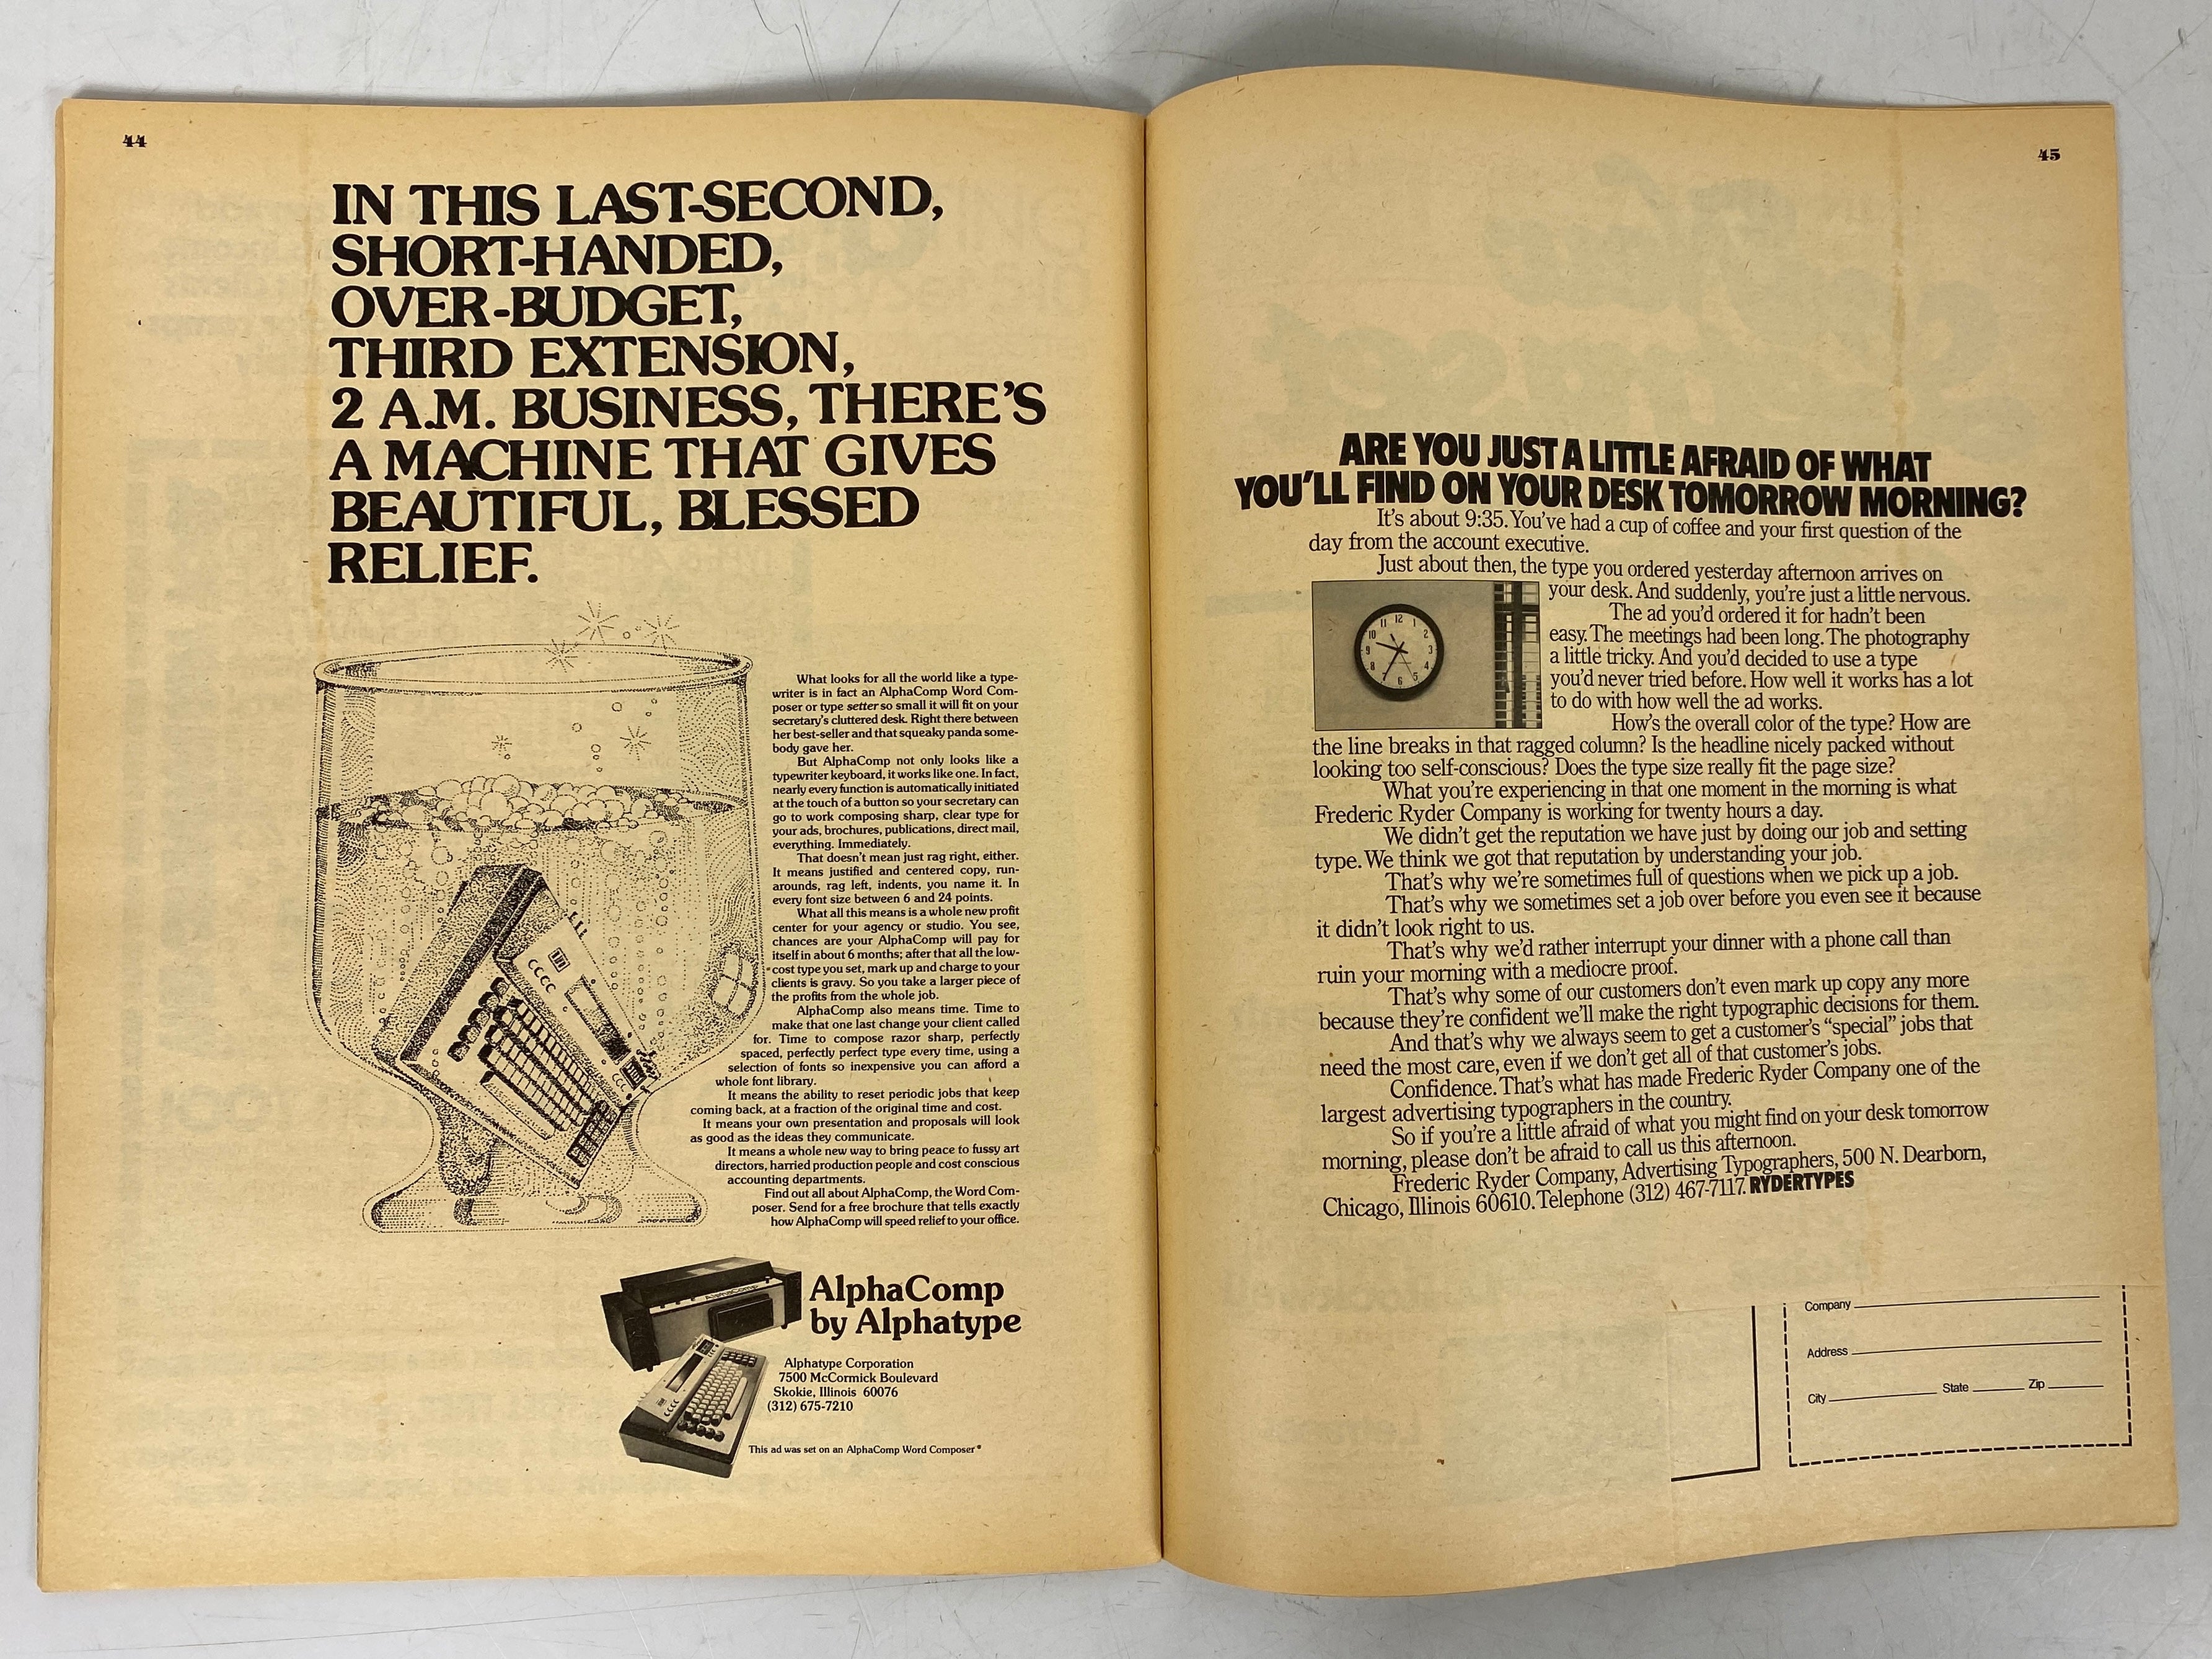 44
IN THIS LAST-SECOND,
SHORT-HANDED,
OVER-BUDGET,
THIRD EXTENSION,
2 A.M. BUSINESS, THERE'S
A MACHINE THAT GIVES
BEAUTIFUL, BLESSED
RELIEF.
What looks for all the world like a type-
writer is in fact an AlphaComp Word Com-
poser or type setter so small it will fit on your
secretary's cluttered desk. Right there between
her best-seller and that squeaky panda some-
body gave her.
But AlphaComp not only looks like a
typewriter keyboard, it works like one. In fact,
nearly every function is automatically initiated
at the touch of a button so your secretary can
go to work composing sharp, clear type for
your ads, brochures, publications, direct mail,
everything. Immediately.
That doesn't mean just rag right, either.
It means justified and centered copy, run-
arounds, rag left, indents, you name it. In
every font size between 6 and 24 points.
What all this means is a whole new profit
center for your agency or studio. You see,
chances are your AlphaComp will pay for
itself in about 6 months; after that all the low-
cost type you set, mark up and charge to your
clients is gravy. So you take a larger piece of
the profits from the whole job.
AlphaComp also means time. Time to
make that one last change your client called
for. Time to compose razor sharp, perfectly
spaced, perfectly perfect type every time, using a
selection of fonts so inexpensive you can afford a
whole font library.
It means the ability to reset periodic jobs that keep
coming back, at a fraction of the original time and cost.
It means your own presentation and proposals will look
as good as the ideas they communicate.
It means a whole new way to bring peace to fussy art
directors, harried production people and cost conscious
accounting departments.
Find out all about AlphaComp, the Word Com-
poser. Send for a free brochure that tells exactly
how AlphaComp will speed relief to your office.
AlphaComp
by Alphatype
Alphatype Corporation
7500 McCormick Boulevard
Skokie, Illinois 60076
(312) 675-7210
This ad was set on an AlphaComp Word Composer®
45
ARE YOU JUST A LITTLE AFRAID OF WHAT
YOU'LL FIND ON YOUR DESK TOMORROW MORNING?
It's about 9:35. You've had a cup of coffee and your first question of the
day from the account executive.
Just about then, the type you ordered yesterday afternoon arrives on
your desk. And suddenly, you're just a little nervous.
The ad you'd ordered it for hadn't been
easy. The meetings had been long. The photography
a little tricky. And you'd decided to use a type
you'd never tried before. How well it works has a lot
to do with how well the ad works.
How's the overall color of the type? How are
the line breaks in that ragged column? Is the headline nicely packed without
looking too self-conscious? Does the type size really fit the page size?
What you're experiencing in that one moment in the morning is what
Frederic Ryder Company is working for twenty hours a day.
We didn't get the reputation we have just by doing our job and setting
type. We think we got that reputation by understanding your job.
That's why we're sometimes full of questions when we pick up a job.
That's why we sometimes set a job over before you even see it because
it didn't look right to us.
That's why we'd rather interrupt your dinner with a phone call than
ruin your morning with a mediocre proof.
That's why some of our customers don't even mark up copy any more
because they're confident we'll make the right typographic decisions for them.
And that's why we always seem to get a customer's “special” jobs that
need the most care, even if we don't get all of that customer's jobs.
Confidence. That's what has made Frederic Ryder Company one of the
largest advertising typographers in the country.
So if you're a little afraid of what you might find on your desk tomorrow
morning, please don't be afraid to call us this afternoon.
Frederic Ryder Company, Advertising Typographers, 500 N. Dearborn,
Chicago, Illinois 60610. Telephone (312) 467-7117. RYDERTYPES
Company
Address
City State Zip